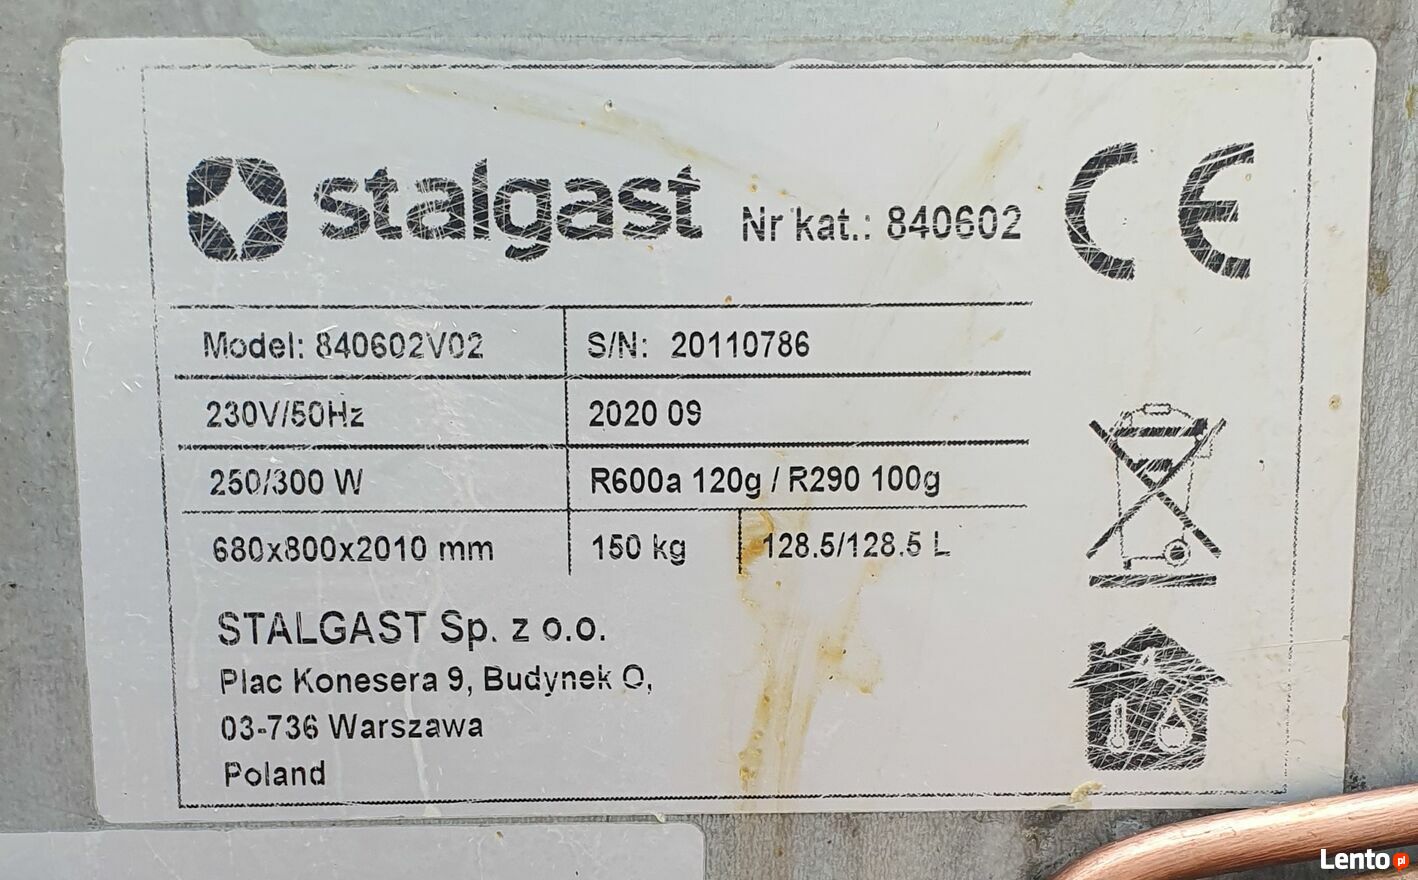 stalgast Nr kat.: 840602 CE
Model: 840602V02 S/N: 20110786
230V/50Hz 2020 09
250/300 W R600a 120g / R290 100g
680x800x2010 mm 150 kg 128.5/128.5 L
STALGAST Sp. z o.o.
Plac Konesera 9, Budynek O,
03-736 Warszawa
Poland
4
Lento.pl